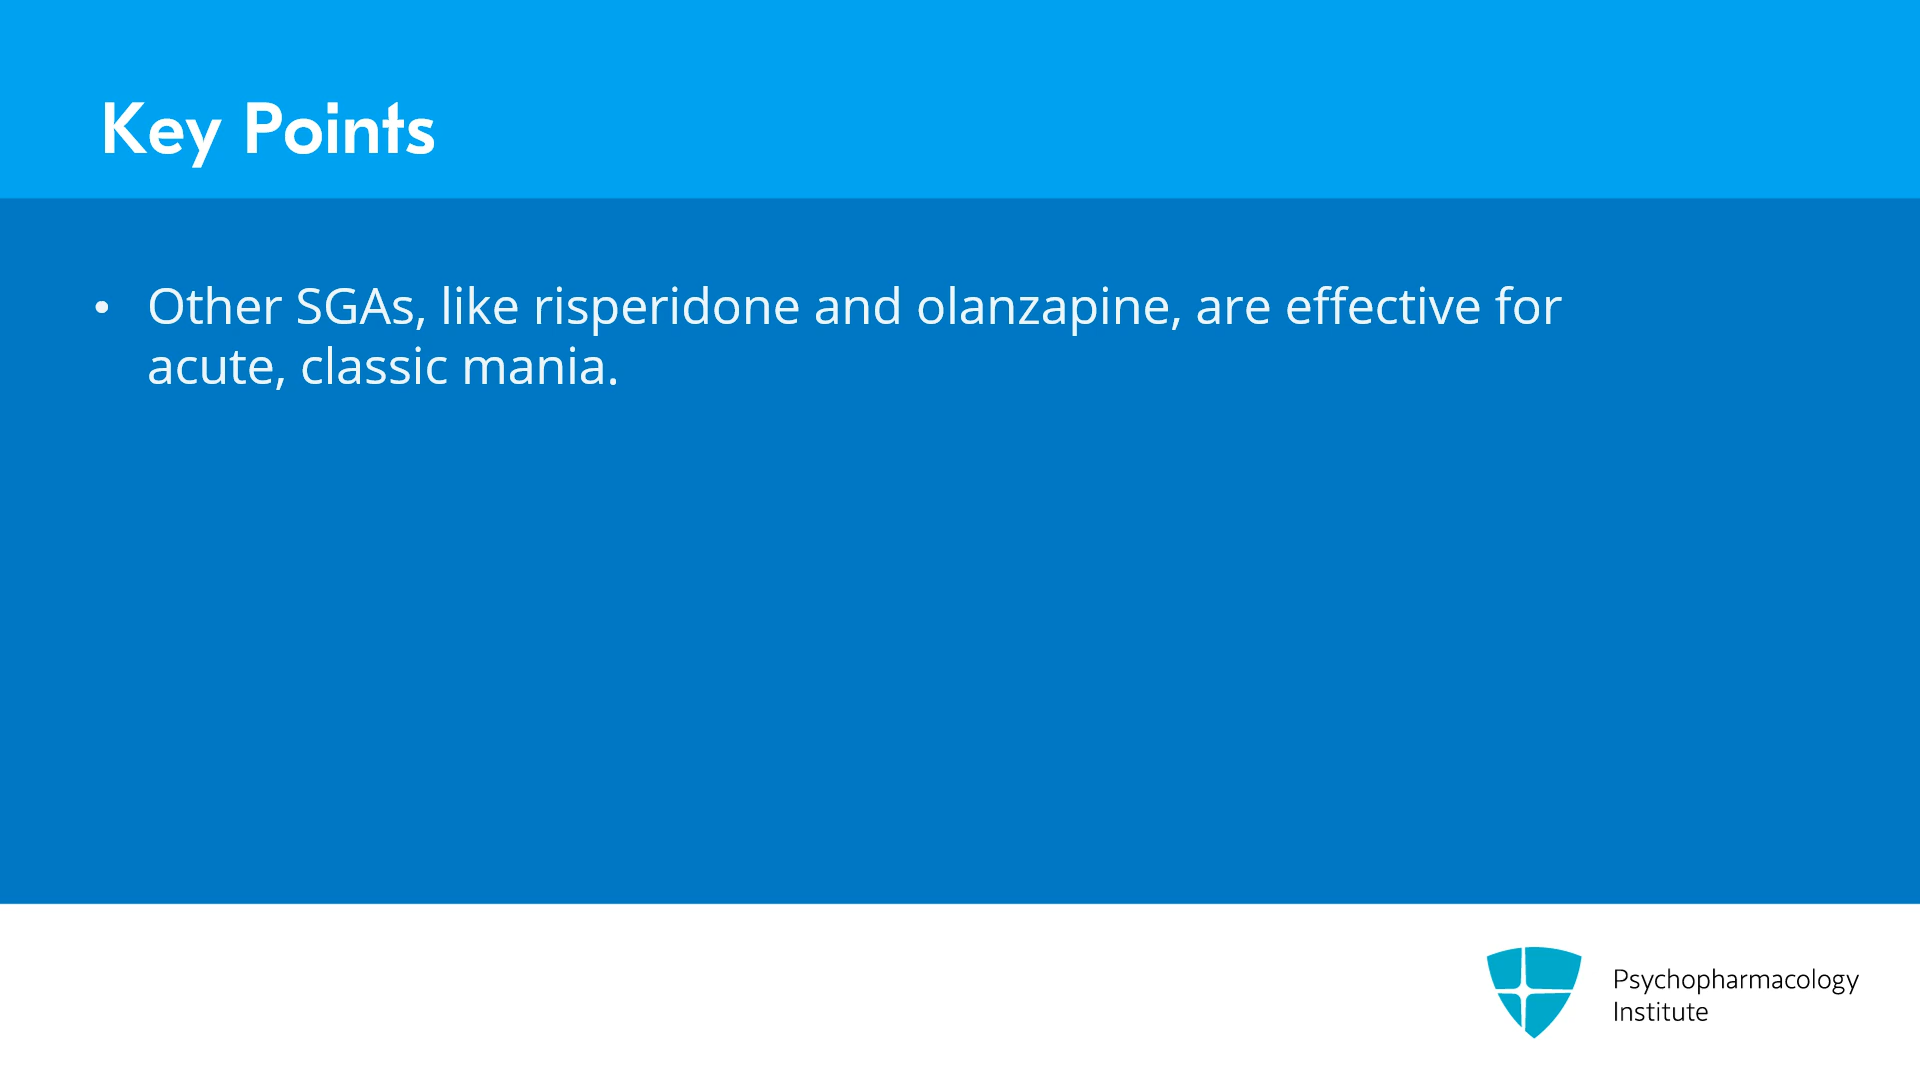 Key Points
• Other SGAs, like risperidone and olanzapine, are effective for
acute, classic mania.
Psychopharmacology
Institute